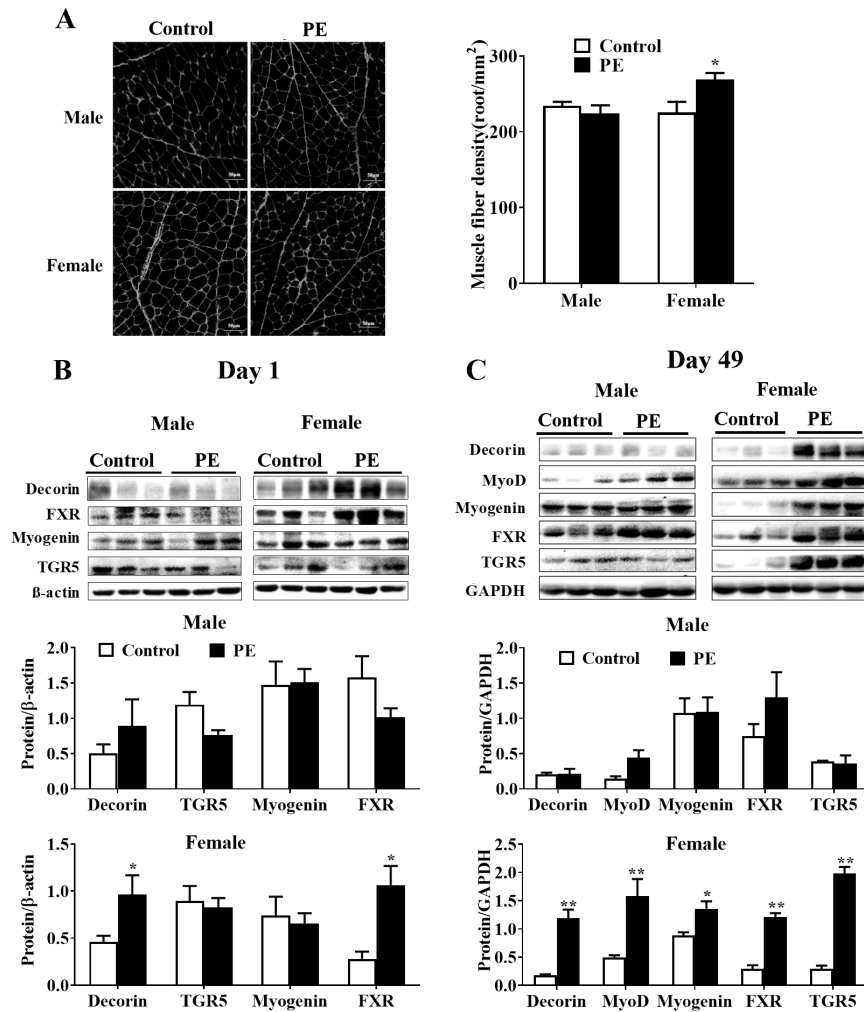 A
Control
PE
Male
Female
50μm
50μm
50μm
50μm
Control
PE
*
Muscle fiber density(root/mm²)
300
200
100
0
Male
Female
B
Day 1
Male
Female
Control
PE
Control
PE
Decorin
FXR
Myogenin
TGR5
ß-actin
Male
Control
PE
Protein/β-actin
2.0
1.5
1.0
0.5
0.0
Decorin
TGR5
Myogenin
FXR
Female
*
*
Protein/β-actin
1.5
1.0
0.5
0.0
Decorin
TGR5
Myogenin
FXR
C
Day 49
Male
Female
Control
PE
Control
PE
Decorin
MyoD
Myogenin
FXR
TGR5
GAPDH
Male
Control
PE
Protein/GAPDH
2.0
1.5
1.0
0.5
0.0
Decorin
MyoD
Myogenin
FXR
TGR5
Female
**
**
*
**
**
Protein/GAPDH
2.5
2.0
1.5
1.0
0.5
0.0
Decorin
MyoD
Myogenin
FXR
TGR5